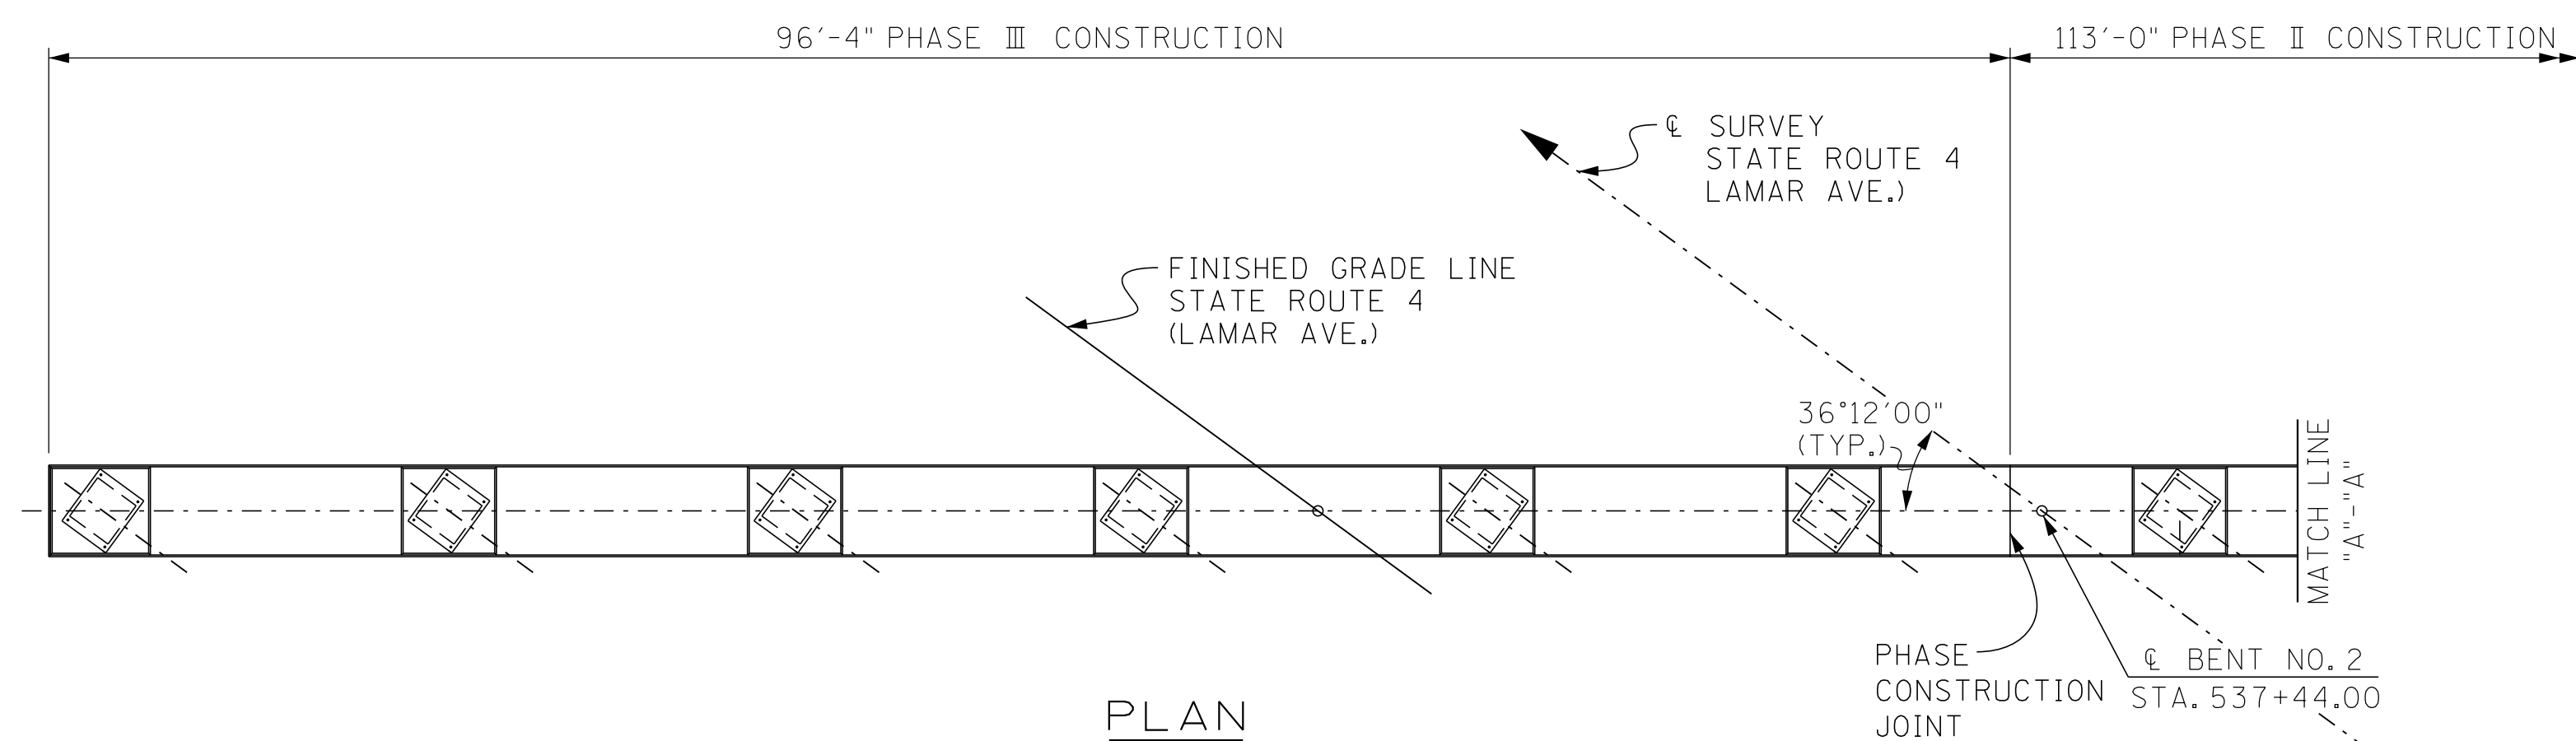 96'-4" PHASE III CONSTRUCTION
113'-0" PHASE II CONSTRUCTION
℄ SURVEY
STATE ROUTE 4
LAMAR AVE.)
FINISHED GRADE LINE
STATE ROUTE 4
(LAMAR AVE.)
36°12'00"
(TYP.)
MATCH LINE
"A"-"A"
PHASE
CONSTRUCTION
JOINT
℄ BENT NO. 2
STA. 537+44.00
PLAN